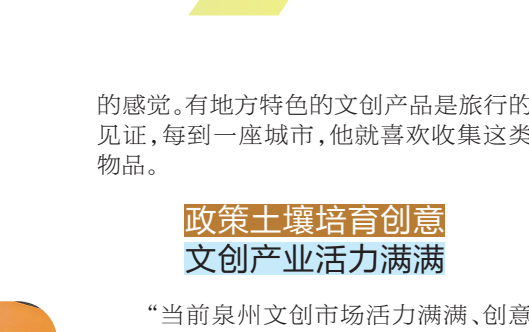 的感觉。有地方特色的文创产品是旅行的
见证,每到一座城市,他就喜欢收集这类
物品。
政策土壤培育创意
文创产业活力满满
“当前泉州文创市场活力满满、创意